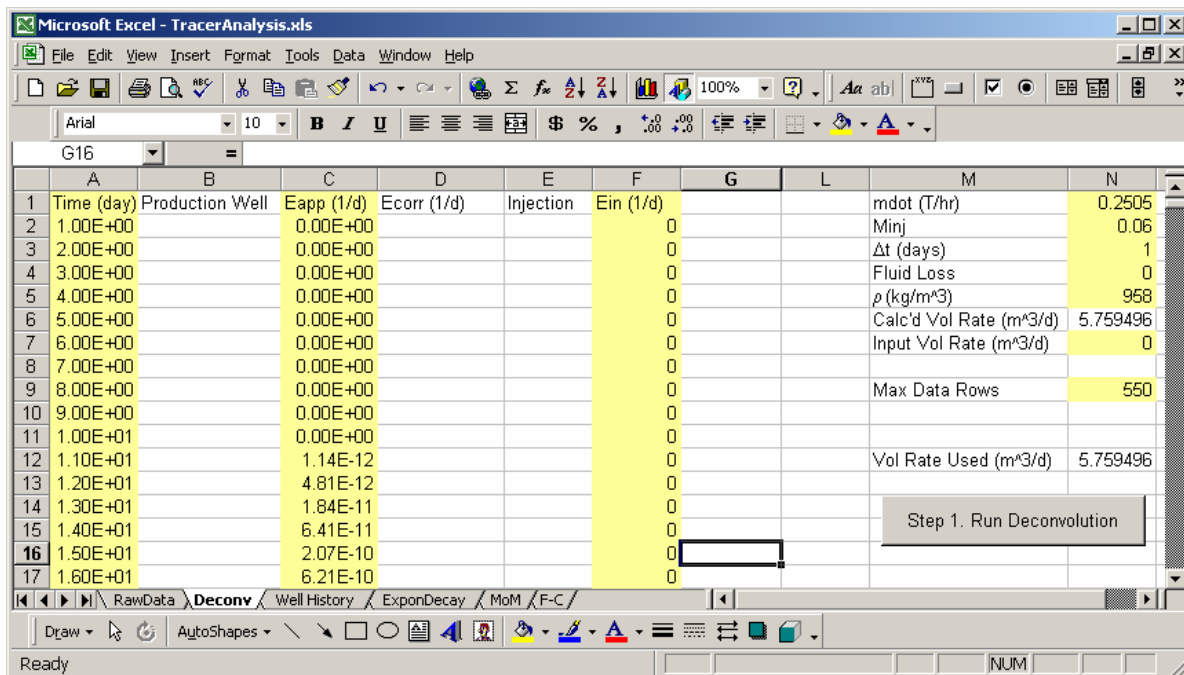 Microsoft Excel - TracerAnalysis.xls
File Edit View Insert Format Tools Data Window Help
100%
Arial 10 B I U $ % ,
G16 =
A B C D E F G L M N
1 Time (day) Production Well Eapp (1/d) Ecorr (1/d) Injection Ein (1/d) mdot (T/hr) 0.2505
2 1.00E+00 0.00E+00 0 Minj 0.06
3 2.00E+00 0.00E+00 0 Δt (days) 1
4 3.00E+00 0.00E+00 0 Fluid Loss 0
5 4.00E+00 0.00E+00 0 ρ (kg/m^3) 958
6 5.00E+00 0.00E+00 0 Calc'd Vol Rate (m^3/d) 5.759496
7 6.00E+00 0.00E+00 0 Input Vol Rate (m^3/d) 0
8 7.00E+00 0.00E+00 0
9 8.00E+00 0.00E+00 0 Max Data Rows 550
10 9.00E+00 0.00E+00 0
11 1.00E+01 0.00E+00 0
12 1.10E+01 1.14E-12 0 Vol Rate Used (m^3/d) 5.759496
13 1.20E+01 4.81E-12 0
14 1.30E+01 1.84E-11 0
15 1.40E+01 6.41E-11 0
Step 1. Run Deconvolution
16 1.50E+01 2.07E-10 0
17 1.60E+01 6.21E-10 0
RawData Deconv Well History ExponDecay MoM F-C
Draw AutoShapes
Ready NUM